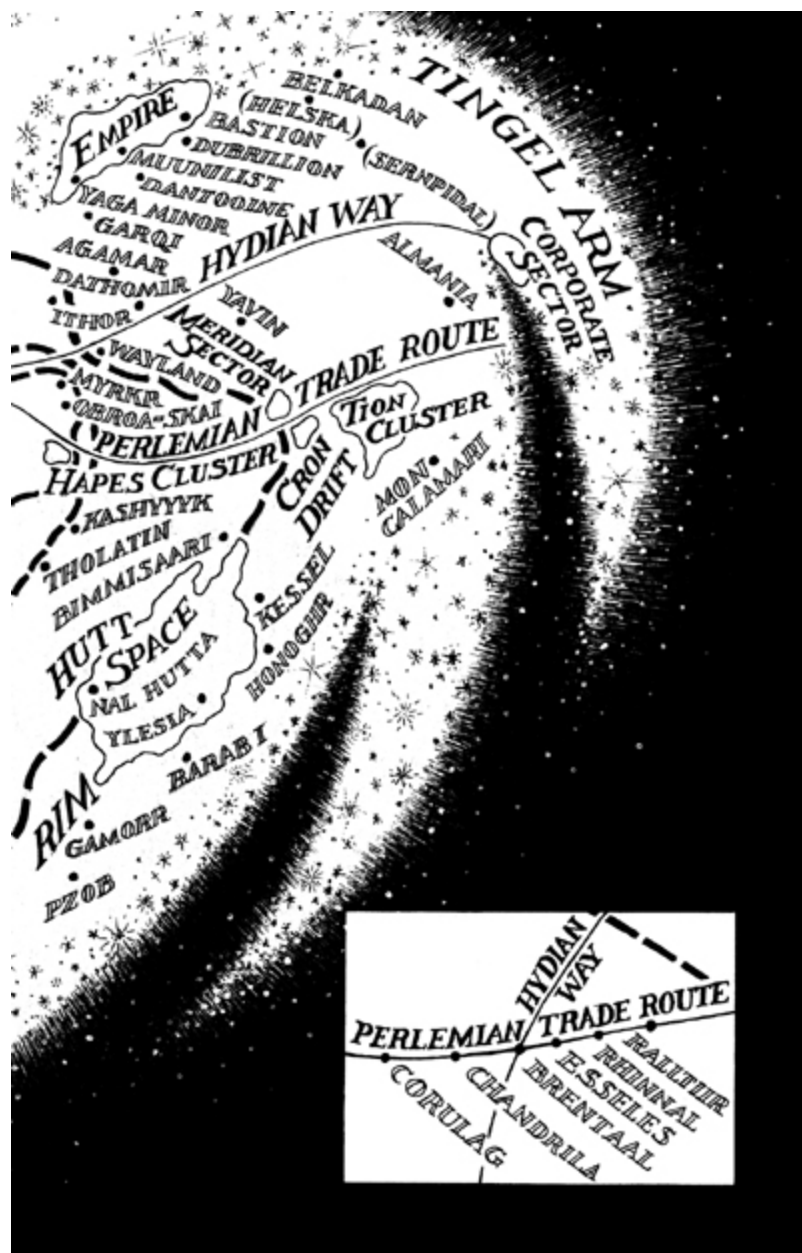 TINGEL ARM
BELKADAN
EMPIRE
(HELSKA)
BASTION
(SERNPIDAL)
DUBRILLION
MUUNILIST
DANTOOINE
YAGA MINOR
GARQI
HYDIAN WAY
CORPORATE
SECTOR
AGAMAR
ALMANIA
DATHOMIR
YAVIN
ITHOR
MERIDIAN
SECTOR
WAYLAND
MYRKR
OBROA-SKAI
PERLEMIAN TRADE ROUTE
TION
CLUSTER
HAPES CLUSTER
CRON
DRIFT
MON
CALAMARI
KASHYYYK
THOLATIN
BIMMISAARI
KESSEL
HUTT
SPACE
HONOGHR
NAL HUTTA
YLESIA
BARAB I
RIM
GAMORR
PZOB
HYDIAN
WAY
PERLEMIAN TRADE ROUTE
CORULAG
CHANDRILA
BRENTAAL
ESSELES
RHINNAL
RALLTIIR